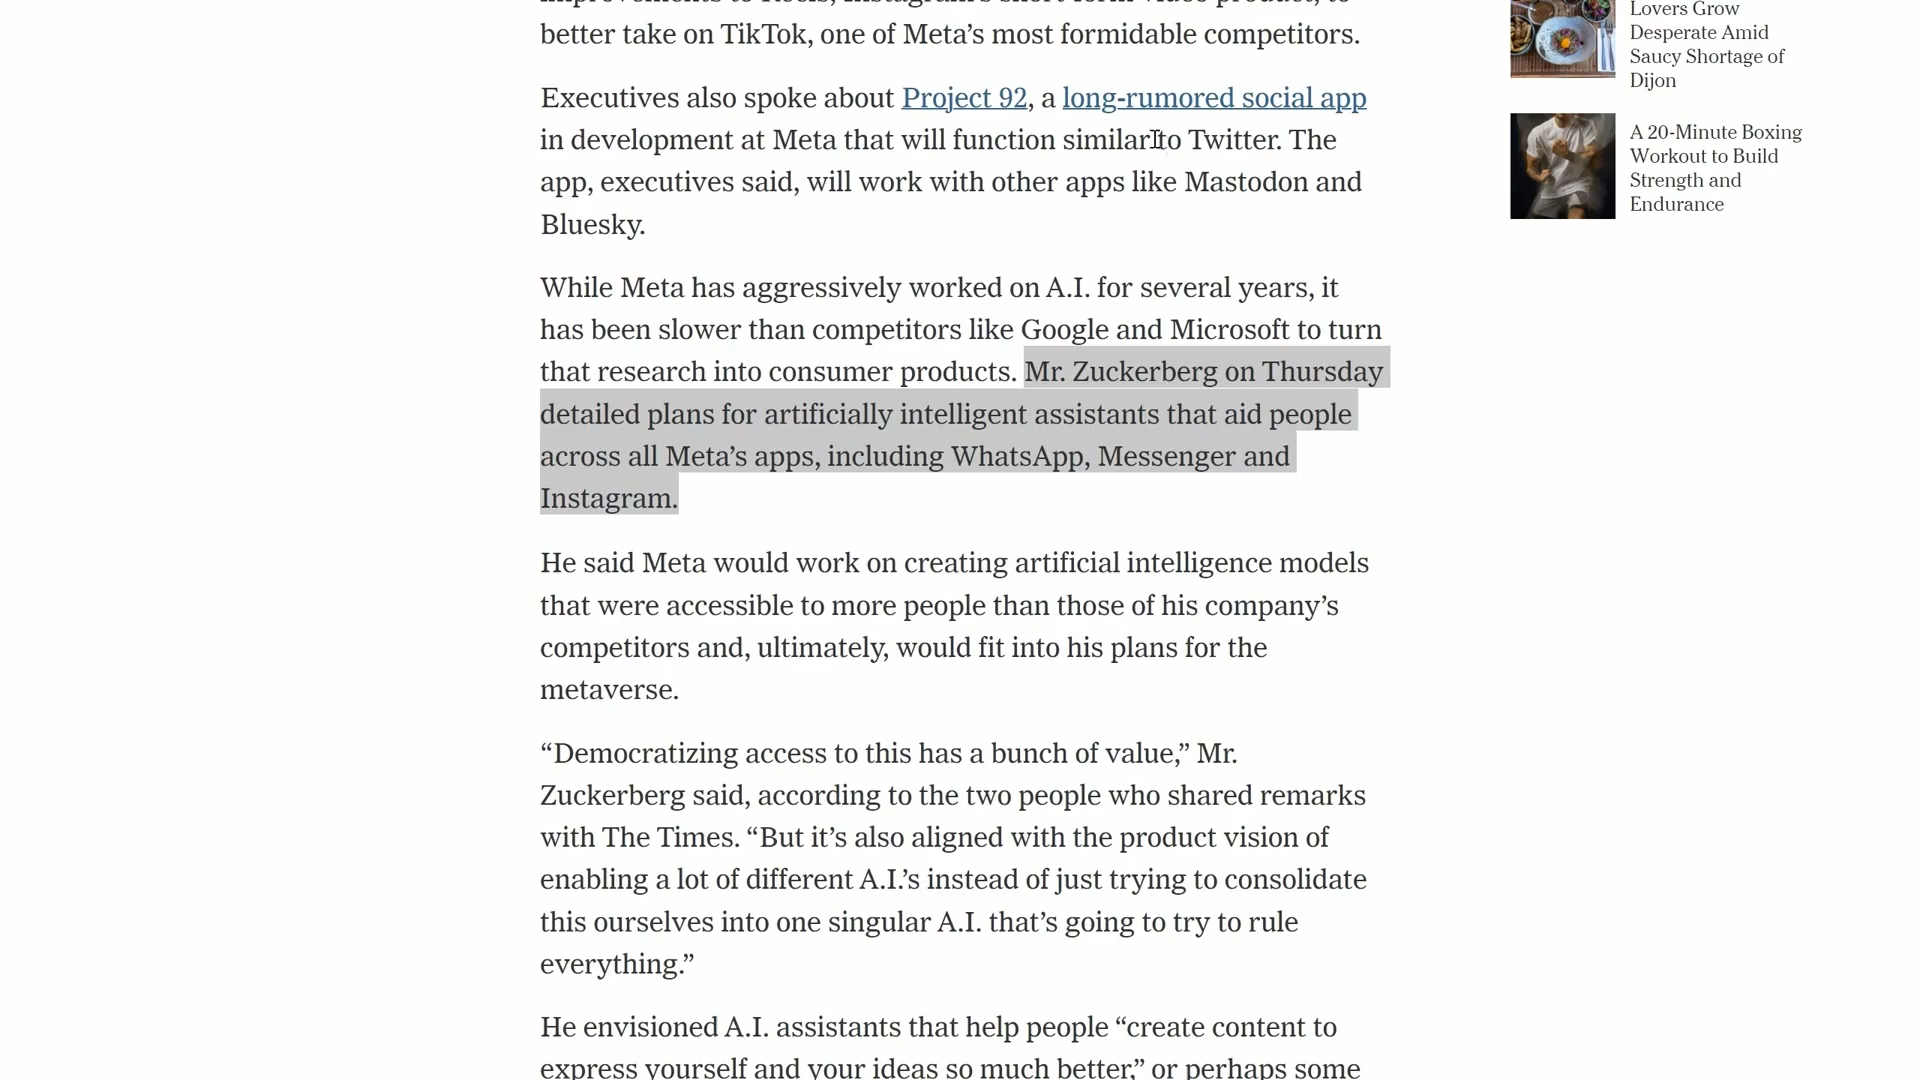 better take on TikTok, one of Meta’s most formidable competitors.
Executives also spoke about Project 92, a long-rumored social app
in development at Meta that will function similar to Twitter. The
app, executives said, will work with other apps like Mastodon and
Bluesky.
While Meta has aggressively worked on A.I. for several years, it
has been slower than competitors like Google and Microsoft to turn
that research into consumer products. Mr. Zuckerberg on Thursday
detailed plans for artificially intelligent assistants that aid people
across all Meta’s apps, including WhatsApp, Messenger and
Instagram.
He said Meta would work on creating artificial intelligence models
that were accessible to more people than those of his company’s
competitors and, ultimately, would fit into his plans for the
metaverse.
“Democratizing access to this has a bunch of value,” Mr.
Zuckerberg said, according to the two people who shared remarks
with The Times. “But it’s also aligned with the product vision of
enabling a lot of different A.I.’s instead of just trying to consolidate
this ourselves into one singular A.I. that’s going to try to rule
everything.”
He envisioned A.I. assistants that help people “create content to
express yourself and your ideas so much better,” or perhaps some
Lovers Grow
Desperate Amid
Saucy Shortage of
Dijon
A 20-Minute Boxing
Workout to Build
Strength and
Endurance